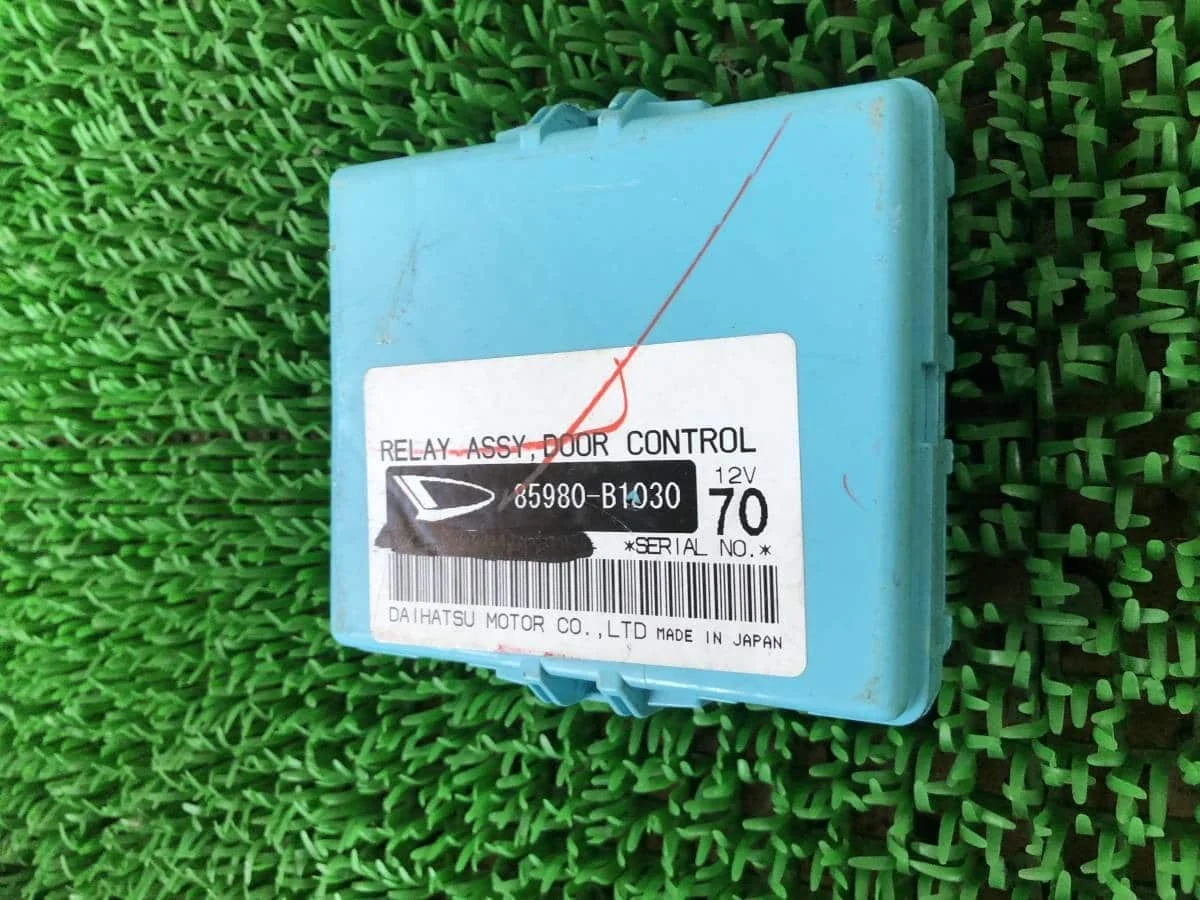 RELAY ASSY,DOOR CONTROL
85980-B1030
12V
70
*SERIAL NO.*
DAIHATSU MOTOR CO.,LTD MADE IN JAPAN